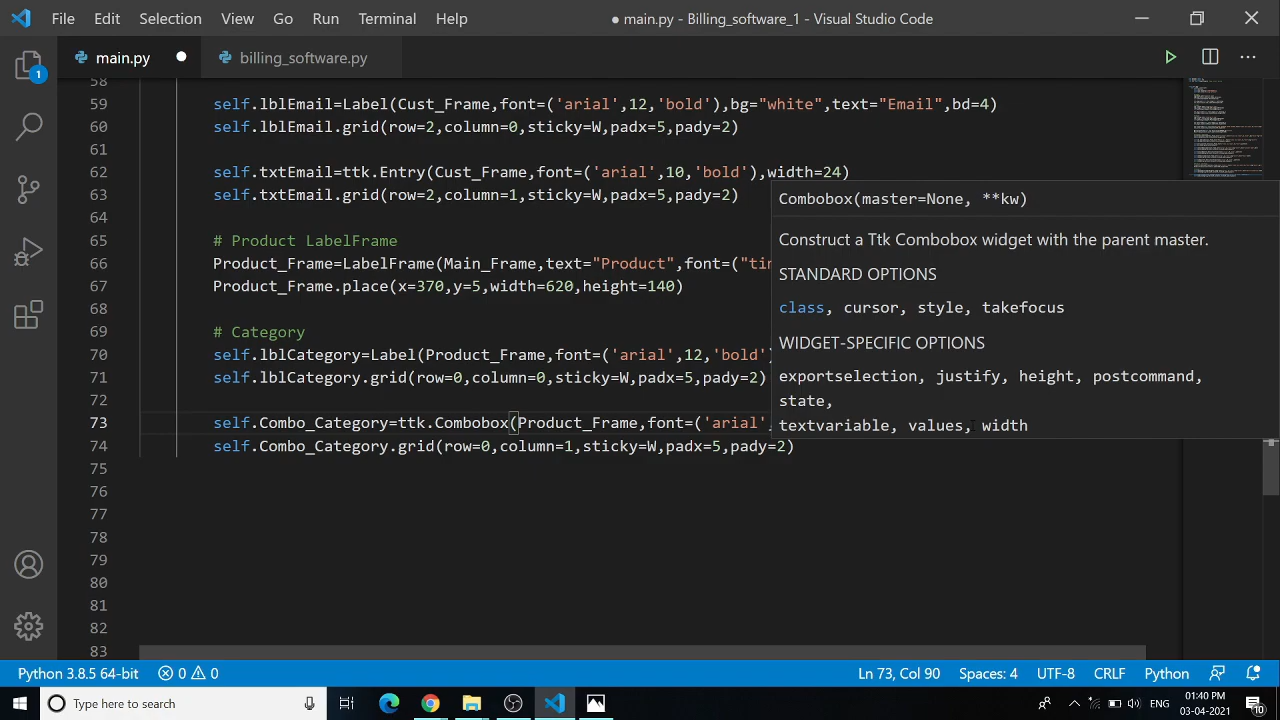 File Edit Selection View Go Run Terminal Help ● main.py - Billing_software_1 - Visual Studio Code
1
main.py billing_software.py
58
59 self.lblEmail=Label(Cust_Frame,font=('arial',12,'bold'),bg="white",text="Email",bd=4)
60 self.lblEmail.grid(row=2,column=0,sticky=W,padx=5,pady=2)
61
62 self.txtEmail=ttk.Entry(Cust_Frame,font=('arial',10,'bold'),width=24)
63 self.txtEmail.grid(row=2,column=1,sticky=W,padx=5,pady=2)
64
65 # Product LabelFrame
66 Product_Frame=LabelFrame(Main_Frame,text="Product",font=("tim
67 Product_Frame.place(x=370,y=5,width=620,height=140)
68
69 # Category
70 self.lblCategory=Label(Product_Frame,font=('arial',12,'bold')
71 self.lblCategory.grid(row=0,column=0,sticky=W,padx=5,pady=2)
72
73 self.Combo_Category=ttk.Combobox(Product_Frame,font=('arial',
74 self.Combo_Category.grid(row=0,column=1,sticky=W,padx=5,pady=2)
75
76
77
78
79
80
81
82
83
Combobox(master=None, **kw)
Construct a Ttk Combobox widget with the parent master.
STANDARD OPTIONS
class, cursor, style, takefocus
WIDGET-SPECIFIC OPTIONS
exportselection, justify, height, postcommand,
state,
textvariable, values, width
Python 3.8.5 64-bit 0 0 Ln 73, Col 90 Spaces: 4 UTF-8 CRLF Python
Type here to search ENG 01:40 PM
03-04-2021 10